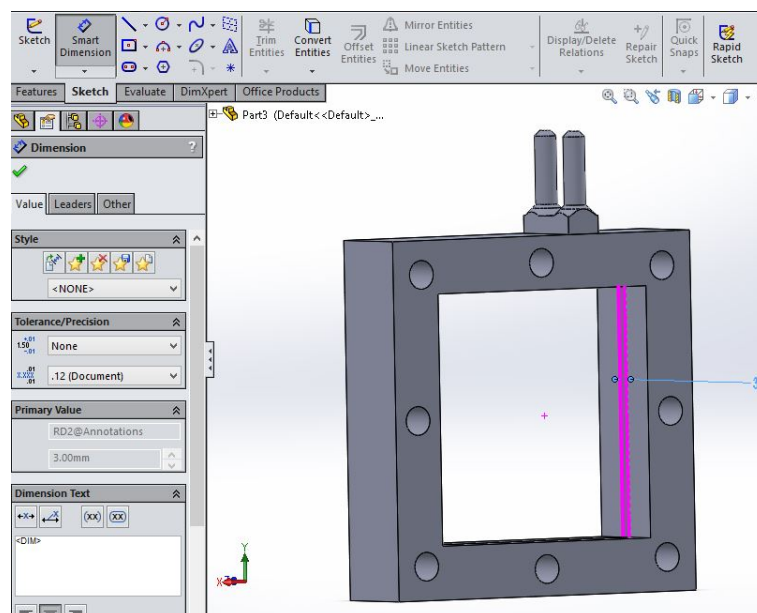 Sketch
Smart Dimension
Trim Entities
Convert Entities
Offset Entities
Mirror Entities
Linear Sketch Pattern
Move Entities
Display/Delete Relations
Repair Sketch
Quick Snaps
Rapid Sketch
Features Sketch Evaluate DimXpert Office Products
Part3 (Default<<Default>_...
Dimension ?
Value Leaders Other
Style
<NONE>
Tolerance/Precision
None
.12 (Document)
Primary Value
RD2@Annotations
3.00mm
Dimension Text
(xx) (xx)
<DIM>
Y
X